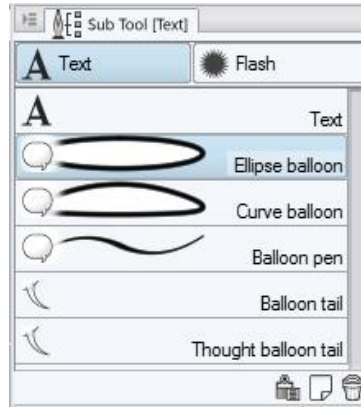 Sub Tool [Text]
A Text
Flash
A Text
Ellipse balloon
Curve balloon
Balloon pen
Balloon tail
Thought balloon tail